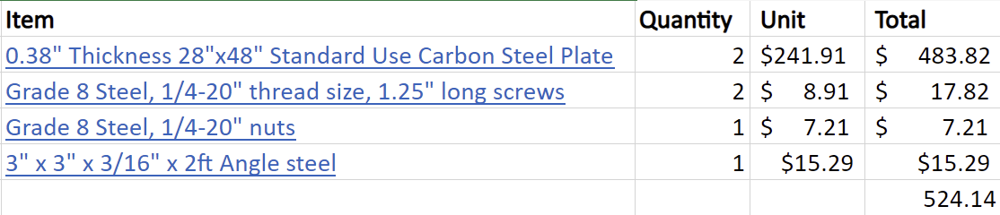 Item Quantity Unit Total
0.38" Thickness 28"x48" Standard Use Carbon Steel Plate 2 $241.91 $ 483.82
Grade 8 Steel, 1/4-20" thread size, 1.25" long screws 2 $ 8.91 $ 17.82
Grade 8 Steel, 1/4-20" nuts 1 $ 7.21 $ 7.21
3" x 3" x 3/16" x 2ft Angle steel 1 $15.29 $15.29
524.14